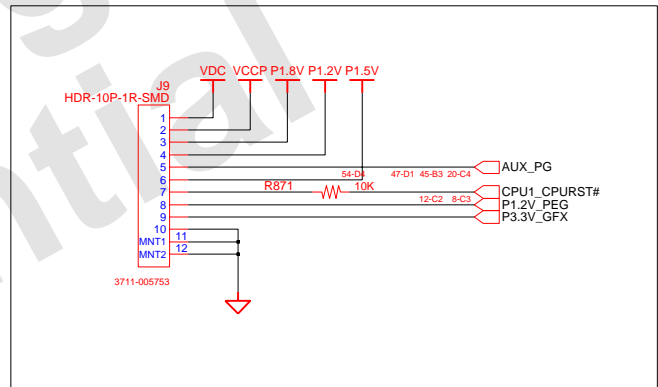 VDC VCCP P1.8V P1.2V P1.5V
J9
HDR-10P-1R-SMD
1
2
3
4
5 54-D4 47-D1 45-B3 20-C4 AUX_PG
6
7 R871 10K CPU1_CPURST#
12-C2 8-C3
8 P1.2V_PEG
9 P3.3V_GFX
10
MNT1 11
MNT2 12
3711-005753